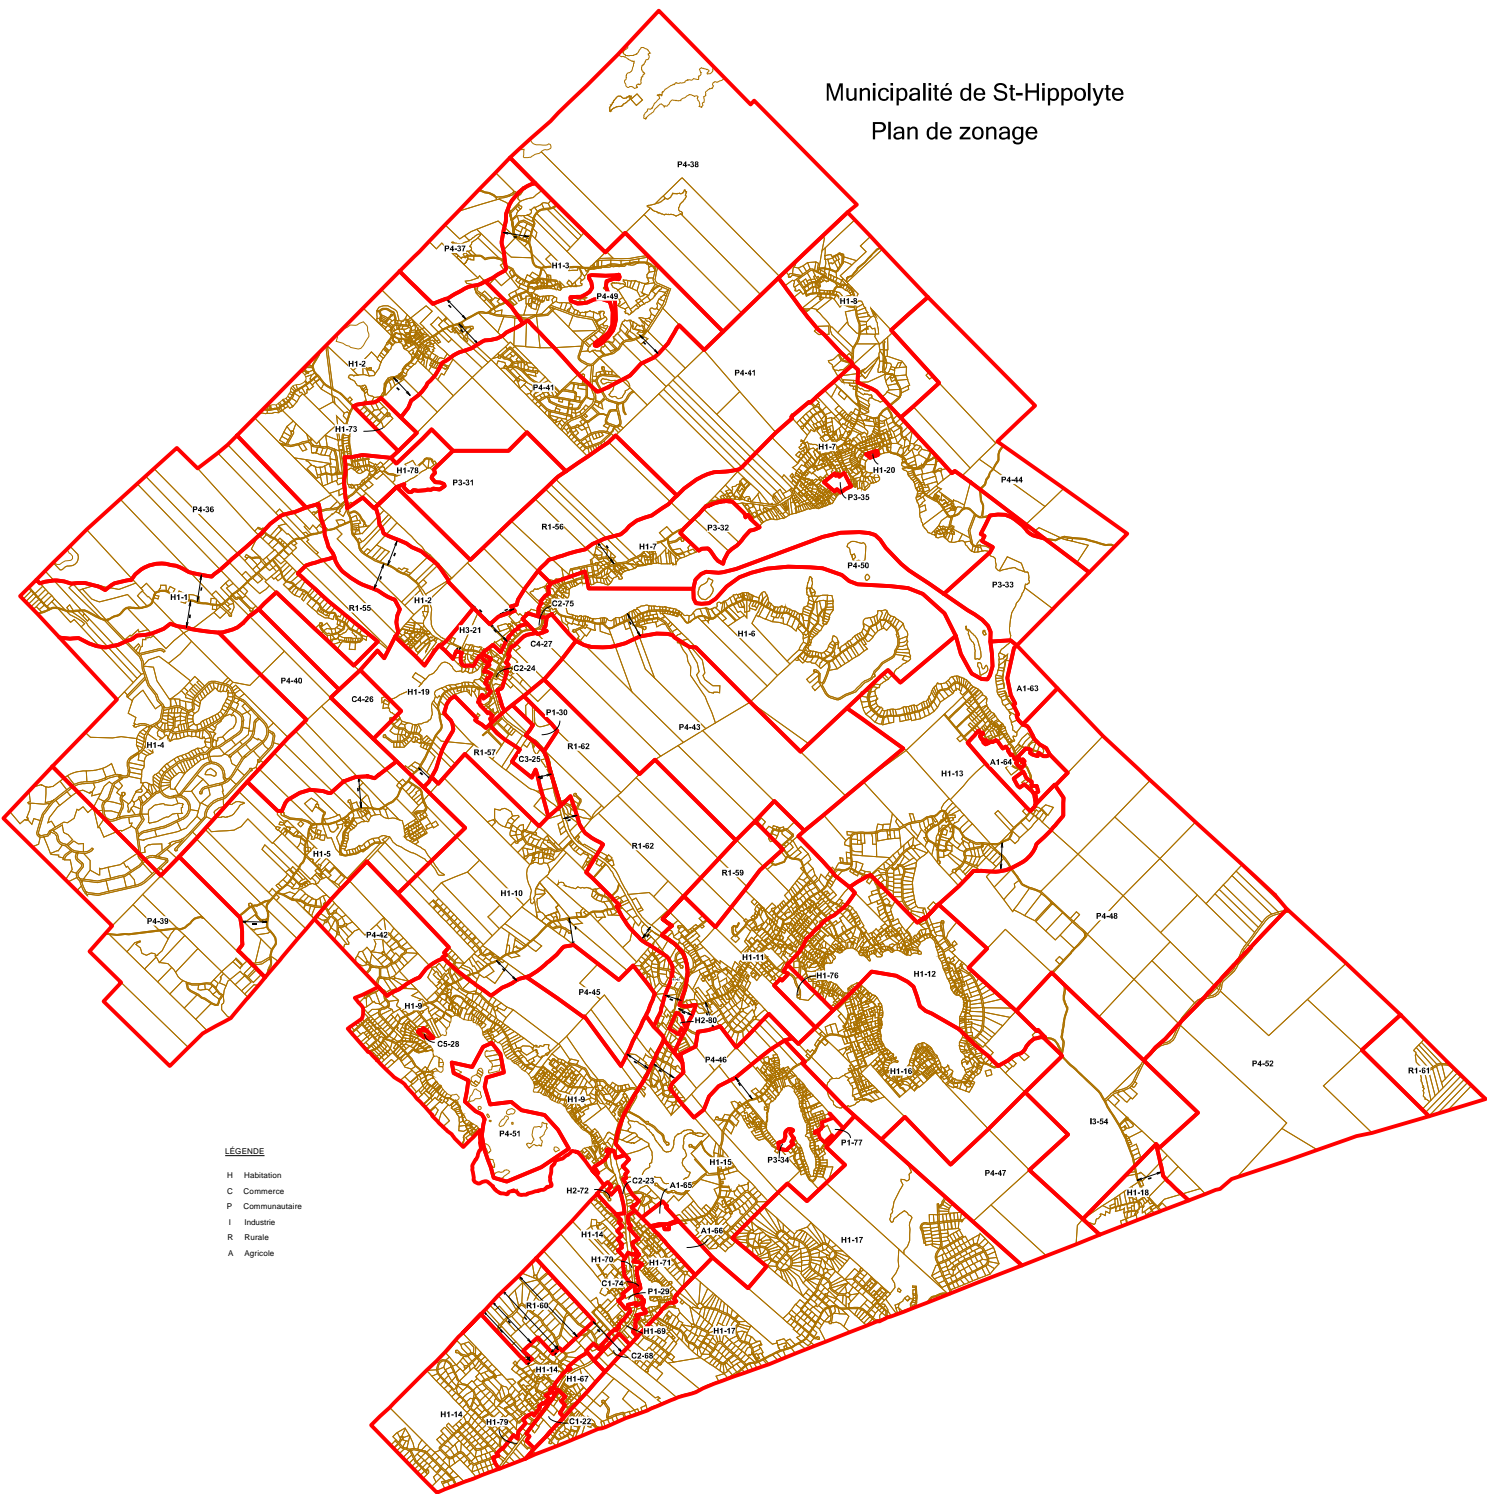 Municipalité de St-Hippolyte
Plan de zonage
P4-38
P4-37
H1-3
P4-49
H1-8
H1-2
P4-41
P4-41
H1-73
H1-7
H1-78
H1-20
P3-31
P3-35
P4-44
P4-36
R1-56
P3-32
H1-7
P4-50
P3-33
H1-1
R1-55
H1-2
C2-75
H3-21
H1-6
C4-27
C2-24
P4-40
C4-26
H1-19
A1-63
P1-30
P4-43
H1-4
R1-57
R1-62
C3-25
A1-64
H1-13
R1-62
H1-5
R1-59
H1-10
P4-48
P4-39
P4-42
H1-11
H1-76
H1-12
P4-45
H1-9
H2-80
C5-28
P4-46
P4-52
H1-16
R1-61
H1-9
I3-54
P4-51
P1-77
P3-34
H1-15
P4-47
LÉGENDE
H Habitation
C Commerce
P Communautaire
I Industrie
R Rurale
A Agricole
C2-23
A1-65
H2-72
H1-18
H1-14
A1-66
H1-17
H1-70
H1-71
C1-74
P1-29
R1-60
H1-69
H1-17
C2-68
H1-14
H1-67
H1-14
H1-79
C1-22